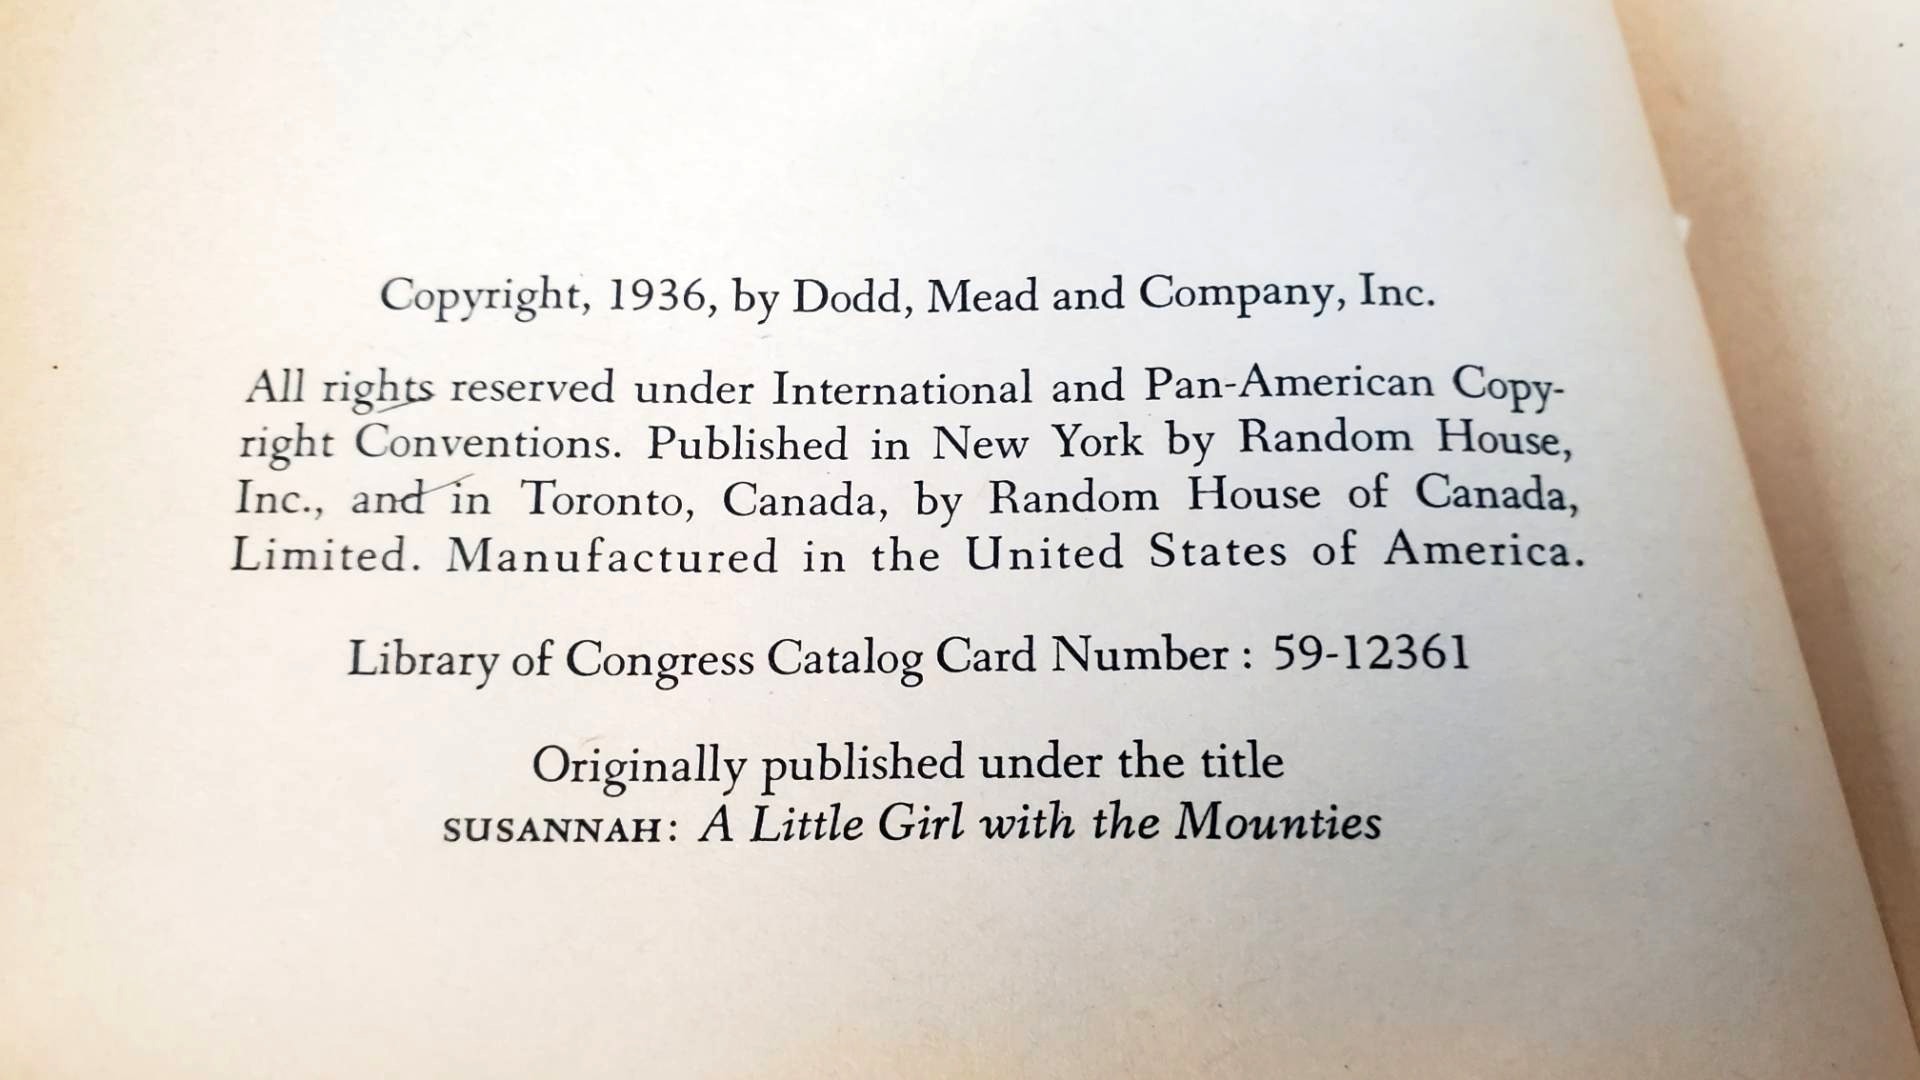 Copyright, 1936, by Dodd, Mead and Company, Inc.
All rights reserved under International and Pan-American Copy-
right Conventions. Published in New York by Random House,
Inc., and in Toronto, Canada, by Random House of Canada,
Limited. Manufactured in the United States of America.
Library of Congress Catalog Card Number: 59-12361
Originally published under the title
SUSANNAH: A Little Girl with the Mounties